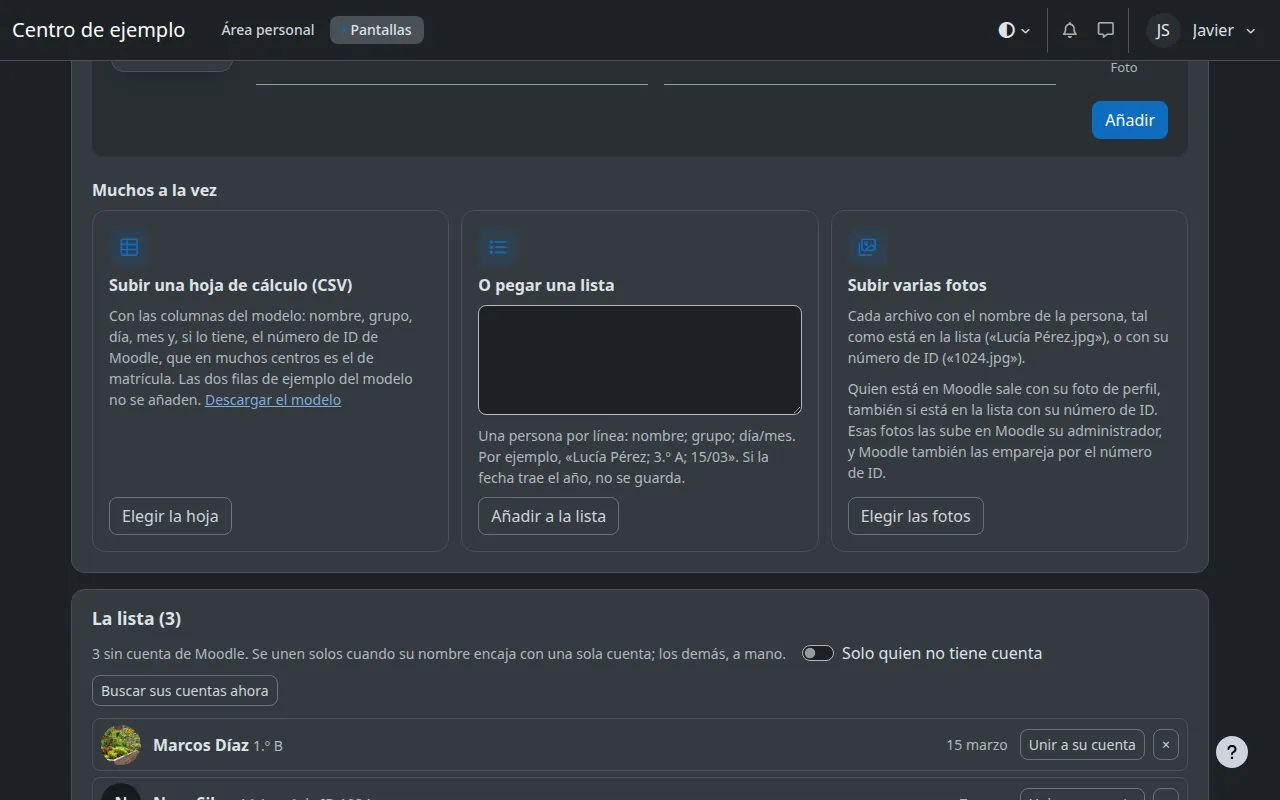 Centro de ejemplo
Área personal
Pantallas
JS
Javier
Foto
Añadir
Muchos a la vez
Subir una hoja de cálculo (CSV)
Con las columnas del modelo: nombre, grupo,
día, mes y, si lo tiene, el número de ID de
Moodle, que en muchos centros es el de
matrícula. Las dos filas de ejemplo del modelo
no se añaden. Descargar el modelo
Elegir la hoja
O pegar una lista
Una persona por línea: nombre; grupo; día/mes.
Por ejemplo, «Lucía Pérez; 3.º A; 15/03». Si la
fecha trae el año, no se guarda.
Añadir a la lista
Subir varias fotos
Cada archivo con el nombre de la persona, tal
como está en la lista («Lucía Pérez.jpg»), o con su
número de ID («1024.jpg»).
Quien está en Moodle sale con su foto de perfil,
también si está en la lista con su número de ID.
Esas fotos las sube en Moodle su administrador,
y Moodle también las empareja por el número
de ID.
Elegir las fotos
La lista (3)
3 sin cuenta de Moodle. Se unen solos cuando su nombre encaja con una sola cuenta; los demás, a mano.
Solo quien no tiene cuenta
Buscar sus cuentas ahora
Marcos Díaz 1.º B
15 marzo
Unir a su cuenta
×
?